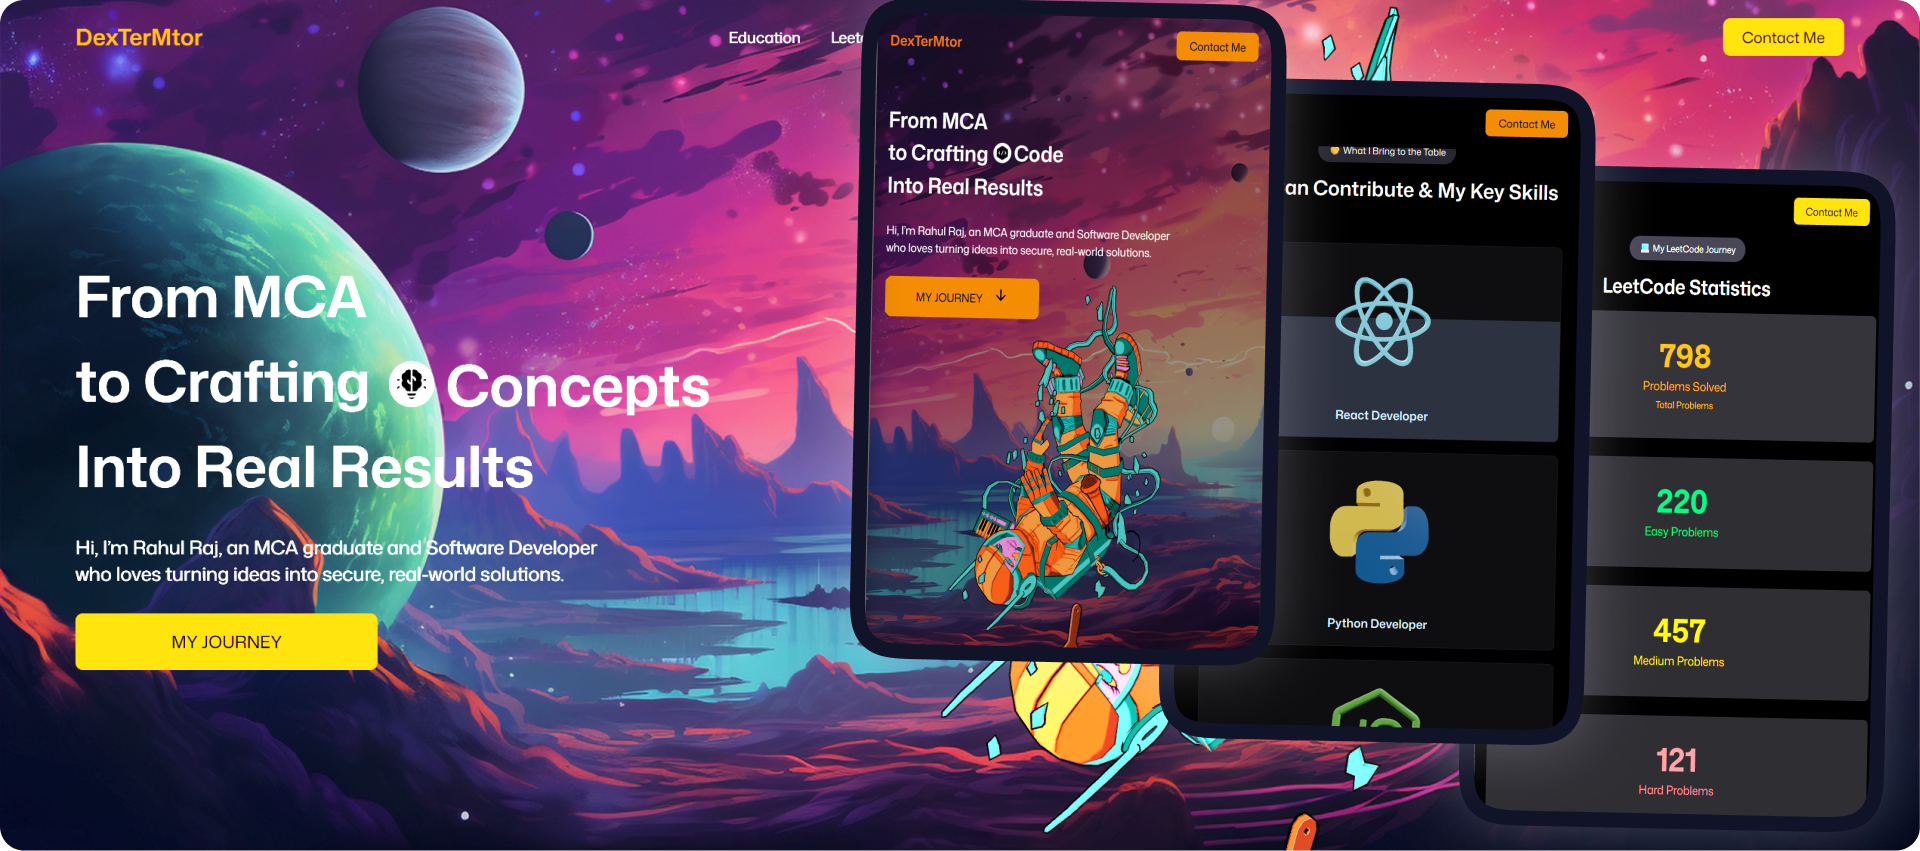 DexTerMtor
Education
Contact Me
From MCA
to Crafting Concepts
Into Real Results
Hi, I'm Rahul Raj, an MCA graduate and Software Developer
who loves turning ideas into secure, real-world solutions.
MY JOURNEY
DexTerMtor
Contact Me
From MCA
to Crafting Code
Into Real Results
Hi, I'm Rahul Raj, an MCA graduate and Software Developer
who loves turning ideas into secure, real-world solutions.
MY JOURNEY
Contact Me
What I Bring to the Table
Contribute & My Key Skills
React Developer
Python Developer
Contact Me
My LeetCode Journey
LeetCode Statistics
798
Problems Solved
Total Problems
220
Easy Problems
457
Medium Problems
121
Hard Problems